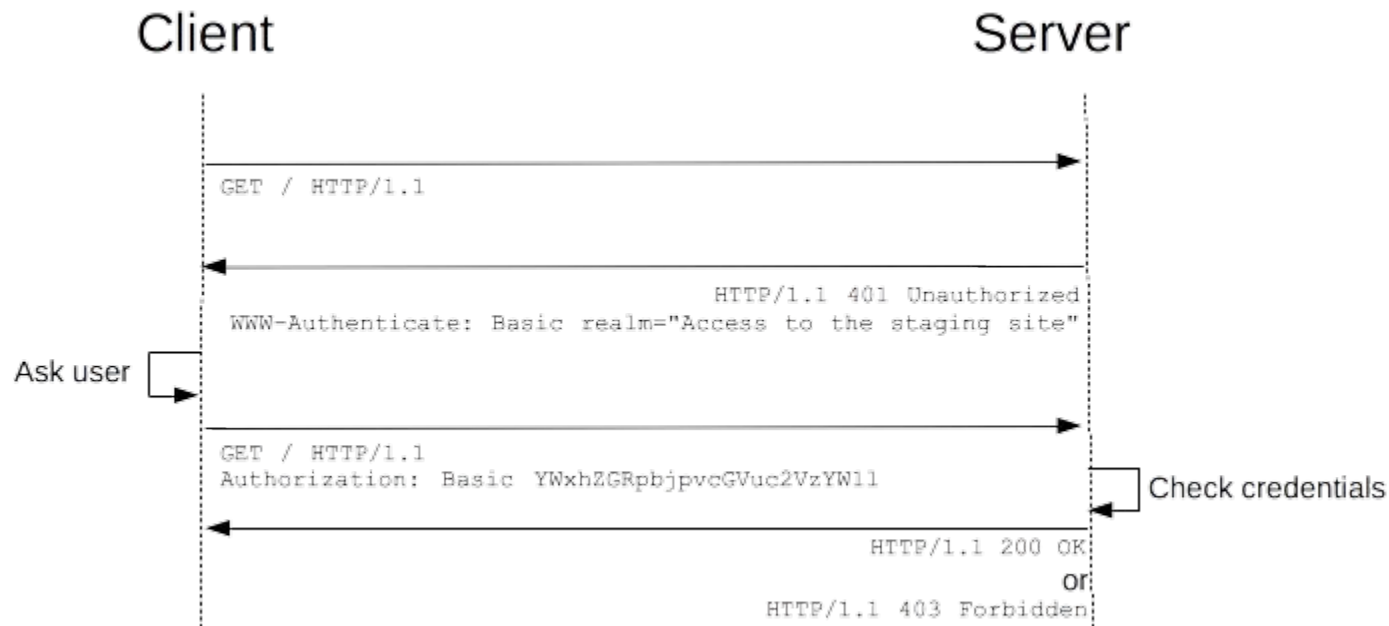 Client
Server
GET / HTTP/1.1
HTTP/1.1 401 Unauthorized
WWW-Authenticate: Basic realm="Access to the staging site"
Ask user
GET / HTTP/1.1
Authorization: Basic YWxhZGRpbjpvcGVuc2VzYW1l
Check credentials
HTTP/1.1 200 OK
or
HTTP/1.1 403 Forbidden